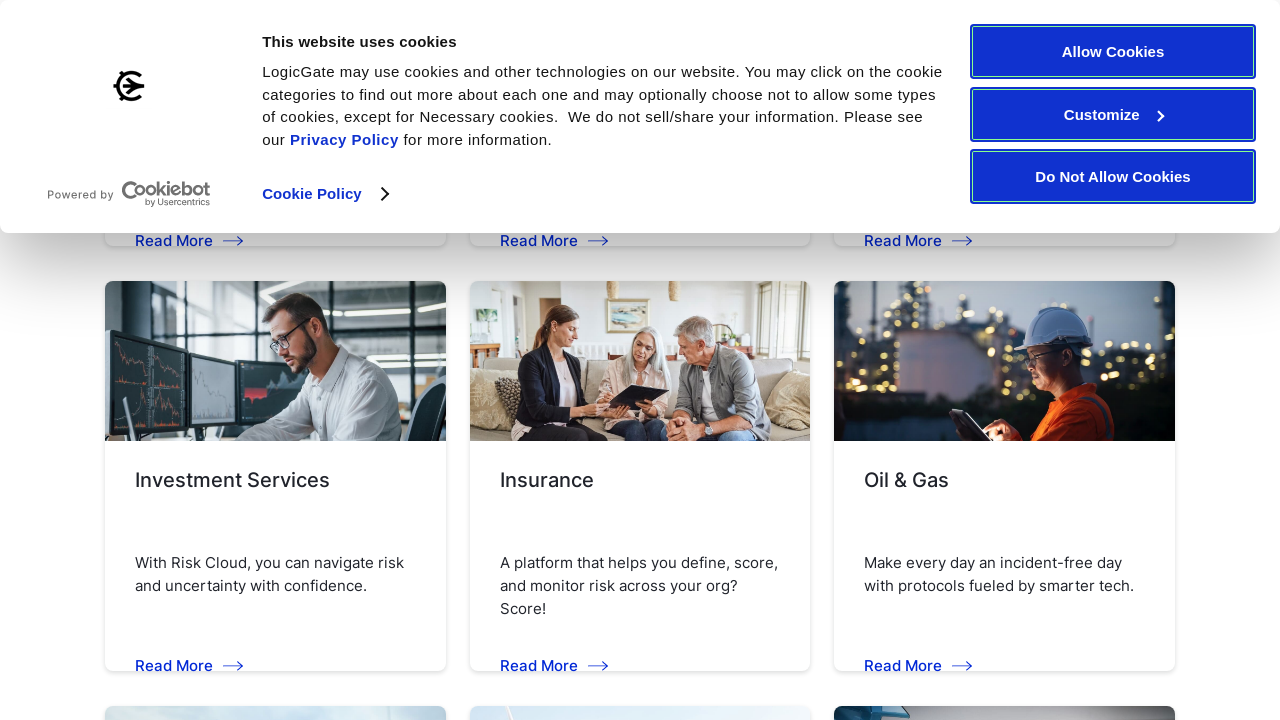 This website uses cookies
LogicGate may use cookies and other technologies on our website. You may click on the cookie
categories to find out more about each one and may optionally choose not to allow some types
of cookies, except for Necessary cookies.  We do not sell/share your information. Please see
our Privacy Policy for more information.
Cookie Policy
Powered by Cookiebot
by Usercentrics
Allow Cookies
Customize
Do Not Allow Cookies
Read More
Read More
Read More
Investment Services
With Risk Cloud, you can navigate risk
and uncertainty with confidence.
Read More
Insurance
A platform that helps you define, score,
and monitor risk across your org?
Score!
Read More
Oil & Gas
Make every day an incident-free day
with protocols fueled by smarter tech.
Read More